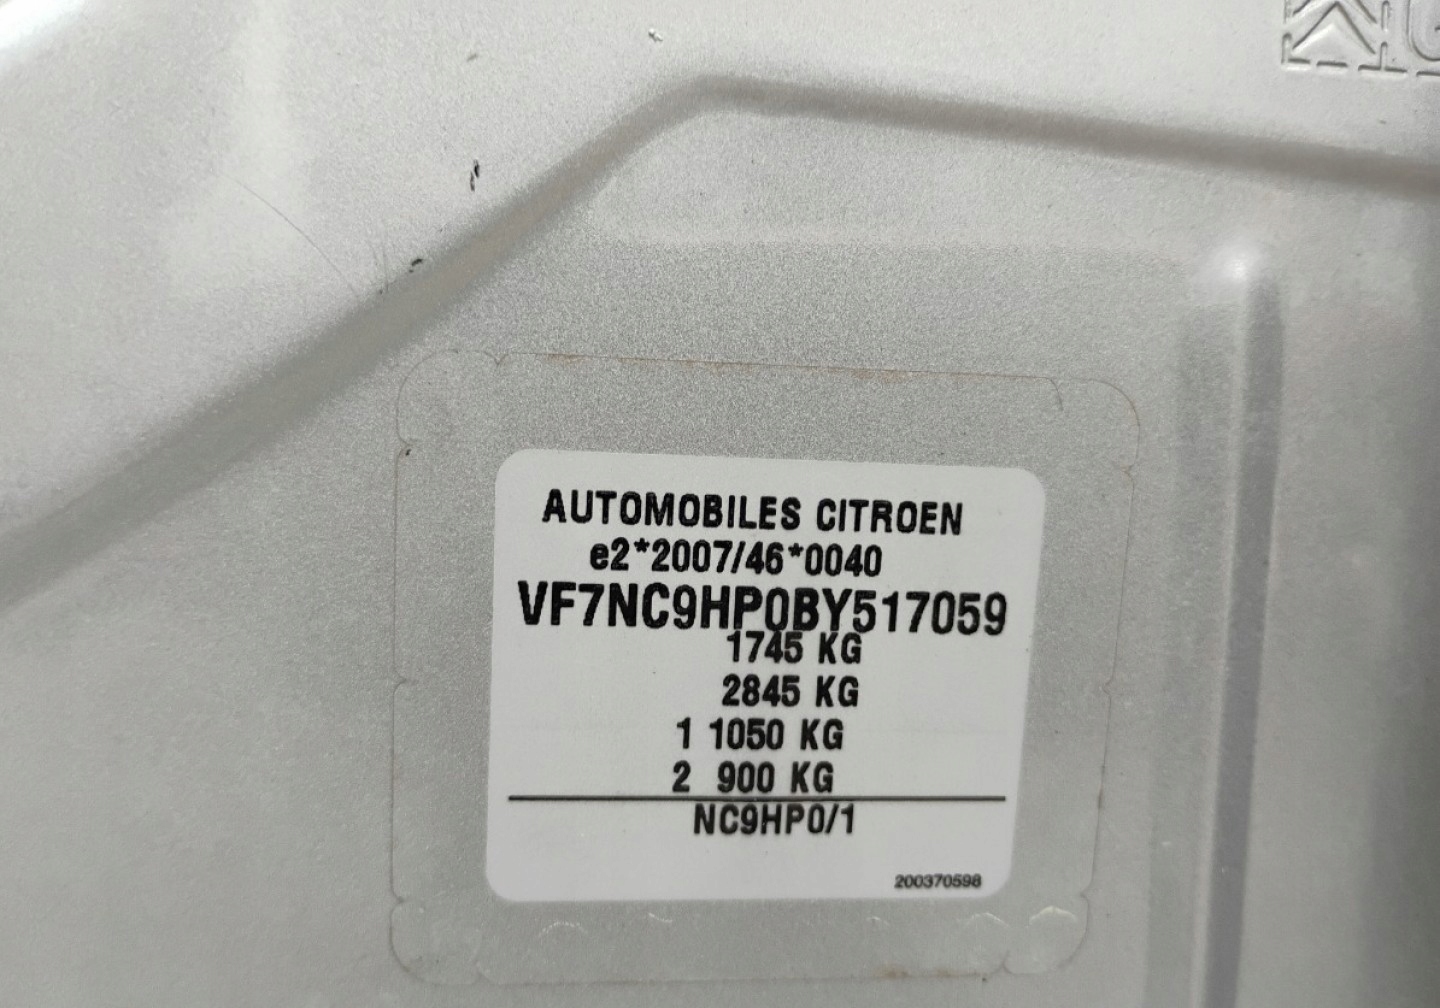 AUTOMOBILES CITROEN
e2*2007/46*0040
VF7NC9HP0BY517059
1745 KG
2845 KG
1 1050 KG
2 900 KG
NC9HP0/1
200370598